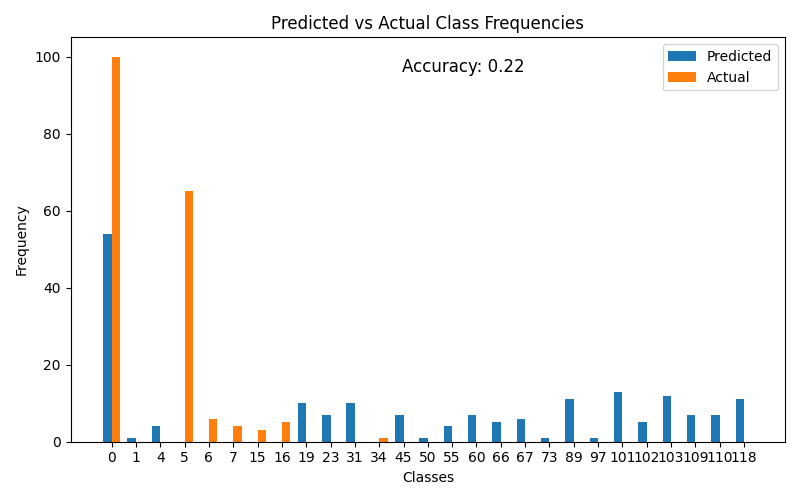 Predicted vs Actual Class Frequencies
Accuracy: 0.22
Predicted
Actual
100
80
60
40
20
0
Frequency
0 1 4 5 6 7 15 16 19 23 31 34 45 50 55 60 66 67 73 89 97 101 102 103 109 110 118
Classes